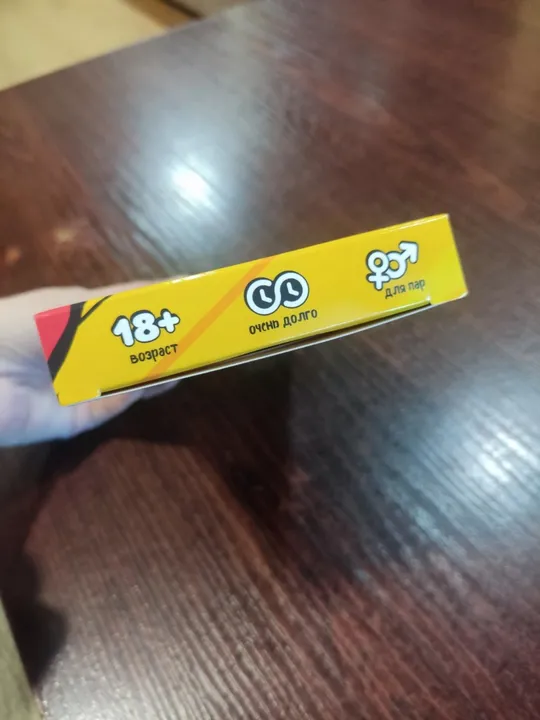 18+
возраст
очень долго
для пар